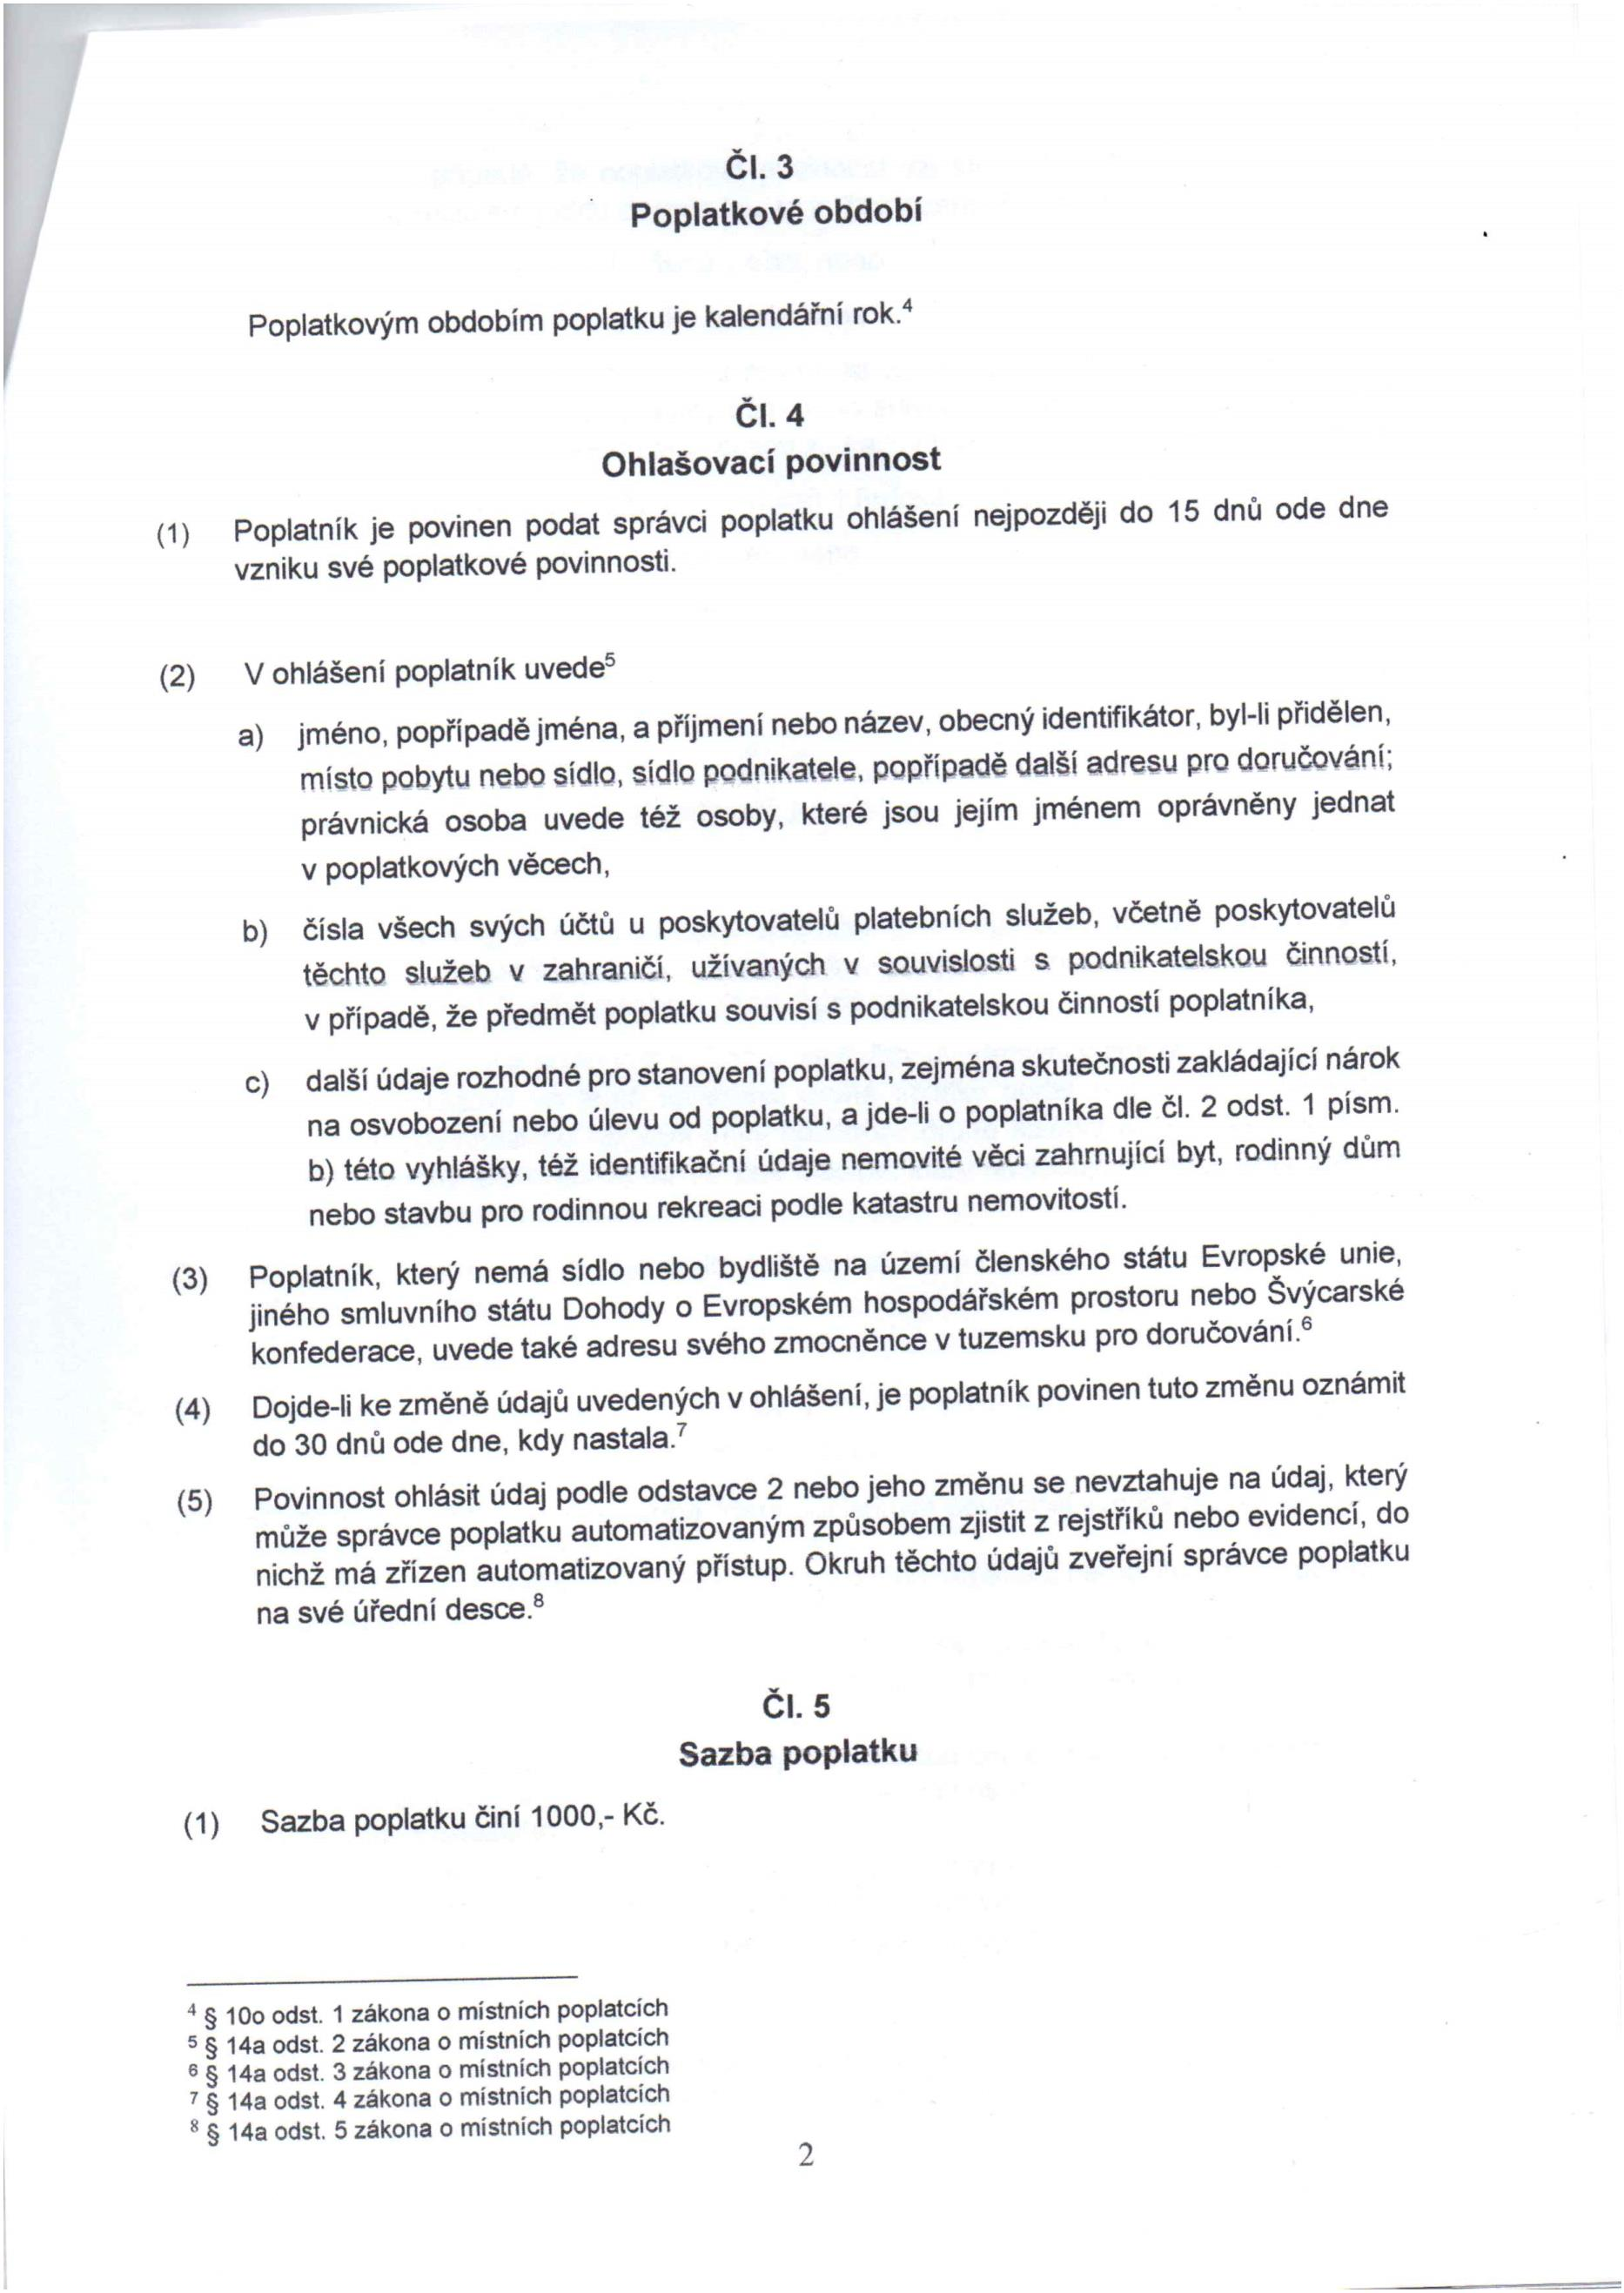 Čl. 3
Poplatkové období
Poplatkovým obdobím poplatku je kalendářní rok.⁴
Čl. 4
Ohlašovací povinnost
(1) Poplatník je povinen podat správci poplatku ohlášení nejpozději do 15 dnů ode dne
vzniku své poplatkové povinnosti.
(2) V ohlášení poplatník uvede⁵
a) jméno, popřípadě jména, a příjmení nebo název, obecný identifikátor, byl-li přidělen,
místo pobytu nebo sídlo, sídlo podnikatele, popřípadě další adresu pro doručování;
právnická osoba uvede též osoby, které jsou jejím jménem oprávněny jednat
v poplatkových věcech,
b) čísla všech svých účtů u poskytovatelů platebních služeb, včetně poskytovatelů
těchto služeb v zahraničí, užívaných v souvislosti s podnikatelskou činností,
v případě, že předmět poplatku souvisí s podnikatelskou činností poplatníka,
c) další údaje rozhodné pro stanovení poplatku, zejména skutečnosti zakládající nárok
na osvobození nebo úlevu od poplatku, a jde-li o poplatníka dle čl. 2 odst. 1 písm.
b) této vyhlášky, též identifikační údaje nemovité věci zahrnující byt, rodinný dům
nebo stavbu pro rodinnou rekreaci podle katastru nemovitostí.
(3) Poplatník, který nemá sídlo nebo bydliště na území členského státu Evropské unie,
jiného smluvního státu Dohody o Evropském hospodářském prostoru nebo Švýcarské
konfederace, uvede také adresu svého zmocněnce v tuzemsku pro doručování.⁶
(4) Dojde-li ke změně údajů uvedených v ohlášení, je poplatník povinen tuto změnu oznámit
do 30 dnů ode dne, kdy nastala.⁷
(5) Povinnost ohlásit údaj podle odstavce 2 nebo jeho změnu se nevztahuje na údaj, který
může správce poplatku automatizovaným způsobem zjistit z rejstříků nebo evidencí, do
nichž má zřízen automatizovaný přístup. Okruh těchto údajů zveřejní správce poplatku
na své úřední desce.⁸
Čl. 5
Sazba poplatku
(1) Sazba poplatku činí 1000,- Kč.
⁴ § 10o odst. 1 zákona o místních poplatcích
⁵ § 14a odst. 2 zákona o místních poplatcích
⁶ § 14a odst. 3 zákona o místních poplatcích
⁷ § 14a odst. 4 zákona o místních poplatcích
⁸ § 14a odst. 5 zákona o místních poplatcích
2